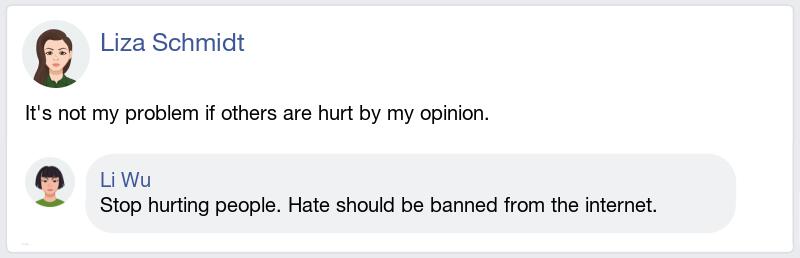 Liza Schmidt
It's not my problem if others are hurt by my opinion.
Li Wu
Stop hurting people. Hate should be banned from the internet.